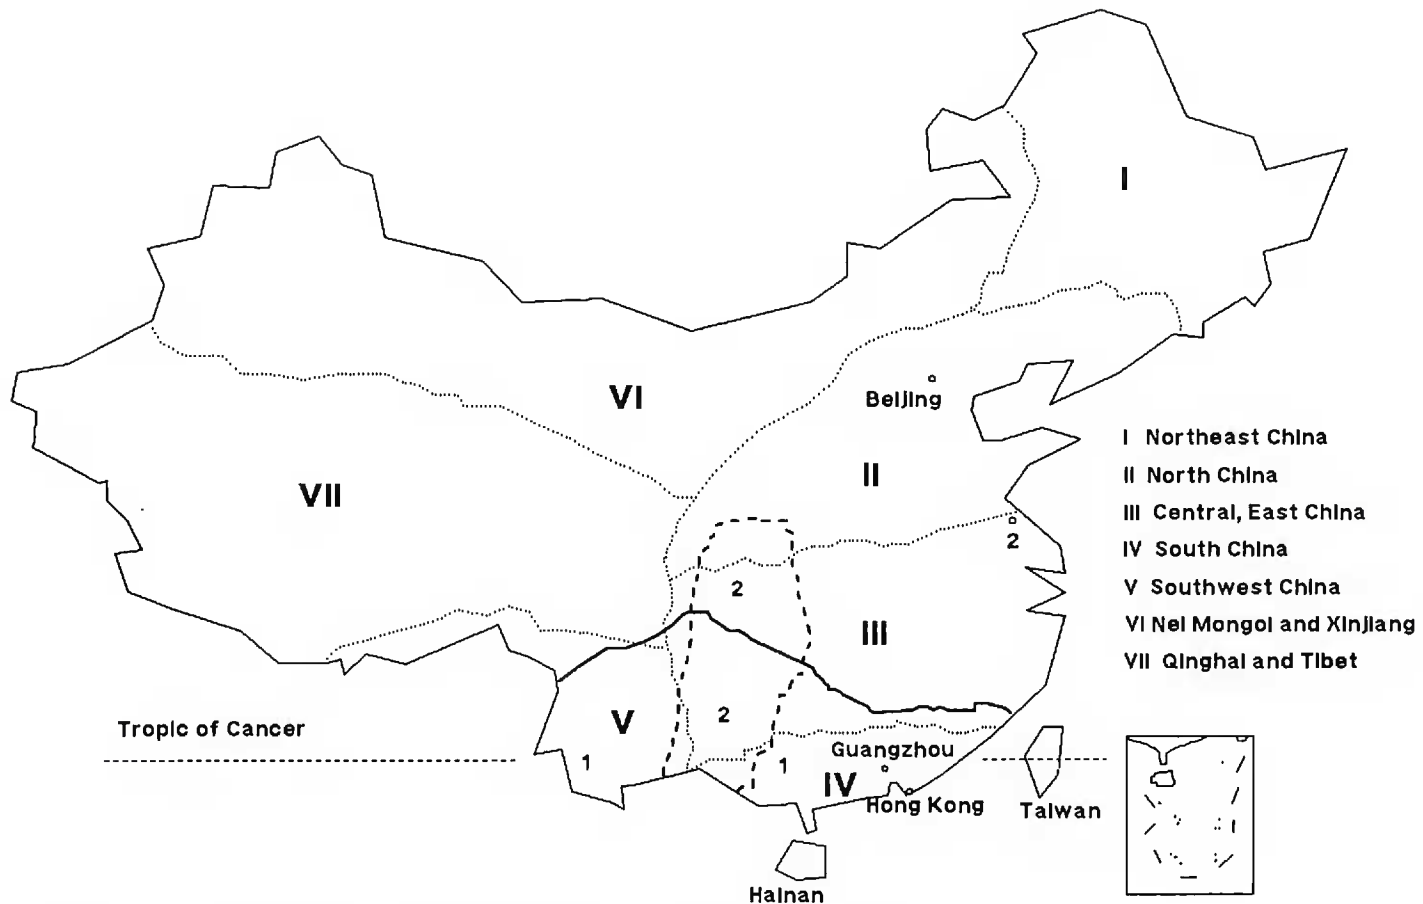 I
VI
Beijing
I Northeast China
II
VII
II North China
III Central, East China
2
IV South China
2
V Southwest China
III
VI Nei Mongol and Xinjiang
VII Qinghai and Tibet
V
2
Tropic of Cancer
Guangzhou
1
1
IV
Hong Kong
Taiwan
Hainan